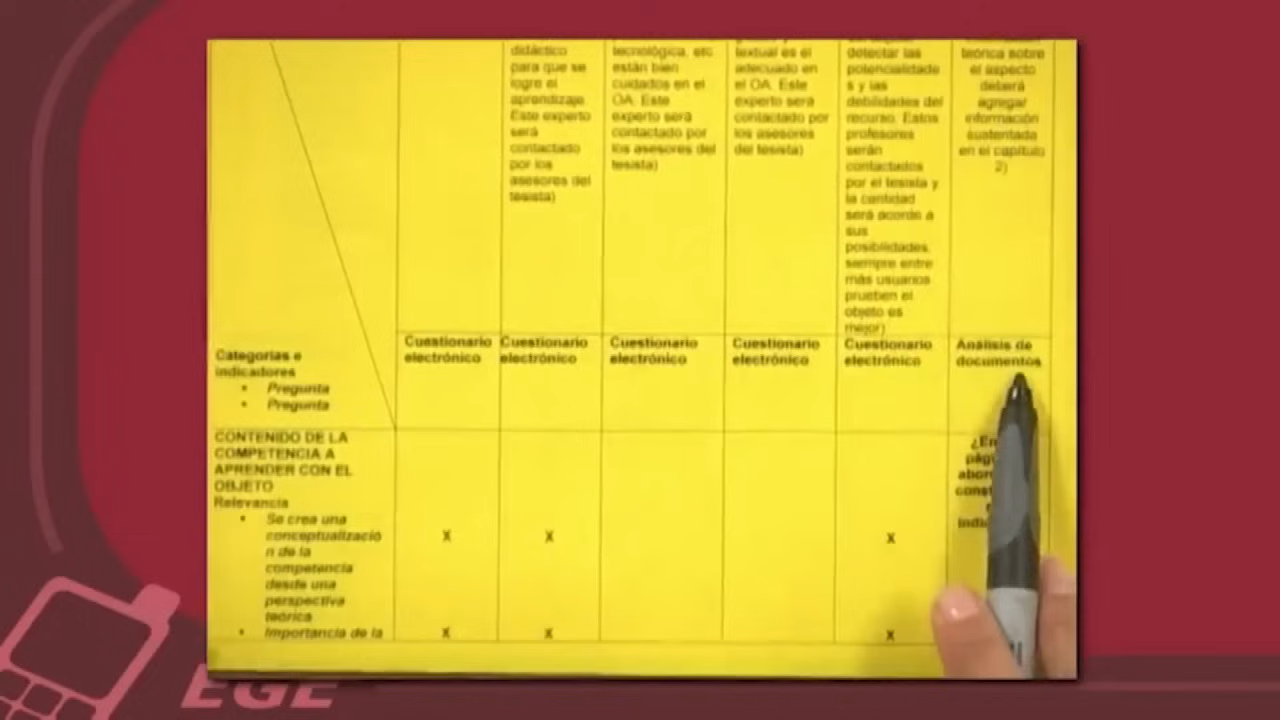 didáctico
para que se
logre el
aprendizaje
Este experto
será
contactado
por los
asesores del
tesista)
tecnológica, etc
están bien
cuidados en el
OA. Este
experto será
contactado por
los asesores del
tesista)
textual es el
adecuado en
el OA. Este
experto será
contactado por
los asesores
del tesista)
detectar las
potencialidade
s y las
debilidades del
recurso. Estos
profesores
serán
contactados
por el tesista y
la cantidad
será acorde a
sus
posibilidades,
siempre entre
más usuarios
prueben el
objeto es
mejor)
teórica sobre
el aspecto
deberá
agregar
información
sustentada
en el capítulo
2)
Categorías e
indicadores
• Pregunta
• Pregunta
Cuestionario
electrónico
Cuestionario
electrónico
Cuestionario
electrónico
Cuestionario
electrónico
Cuestionario
electrónico
Análisis de
documentos
CONTENIDO DE LA
COMPETENCIA A
APRENDER CON EL
OBJETO
Relevancia
• Se crea una
conceptualizació
n de la
competencia
desde una
perspectiva
teórica
X X X
• Importancia de la
X X X
EGE